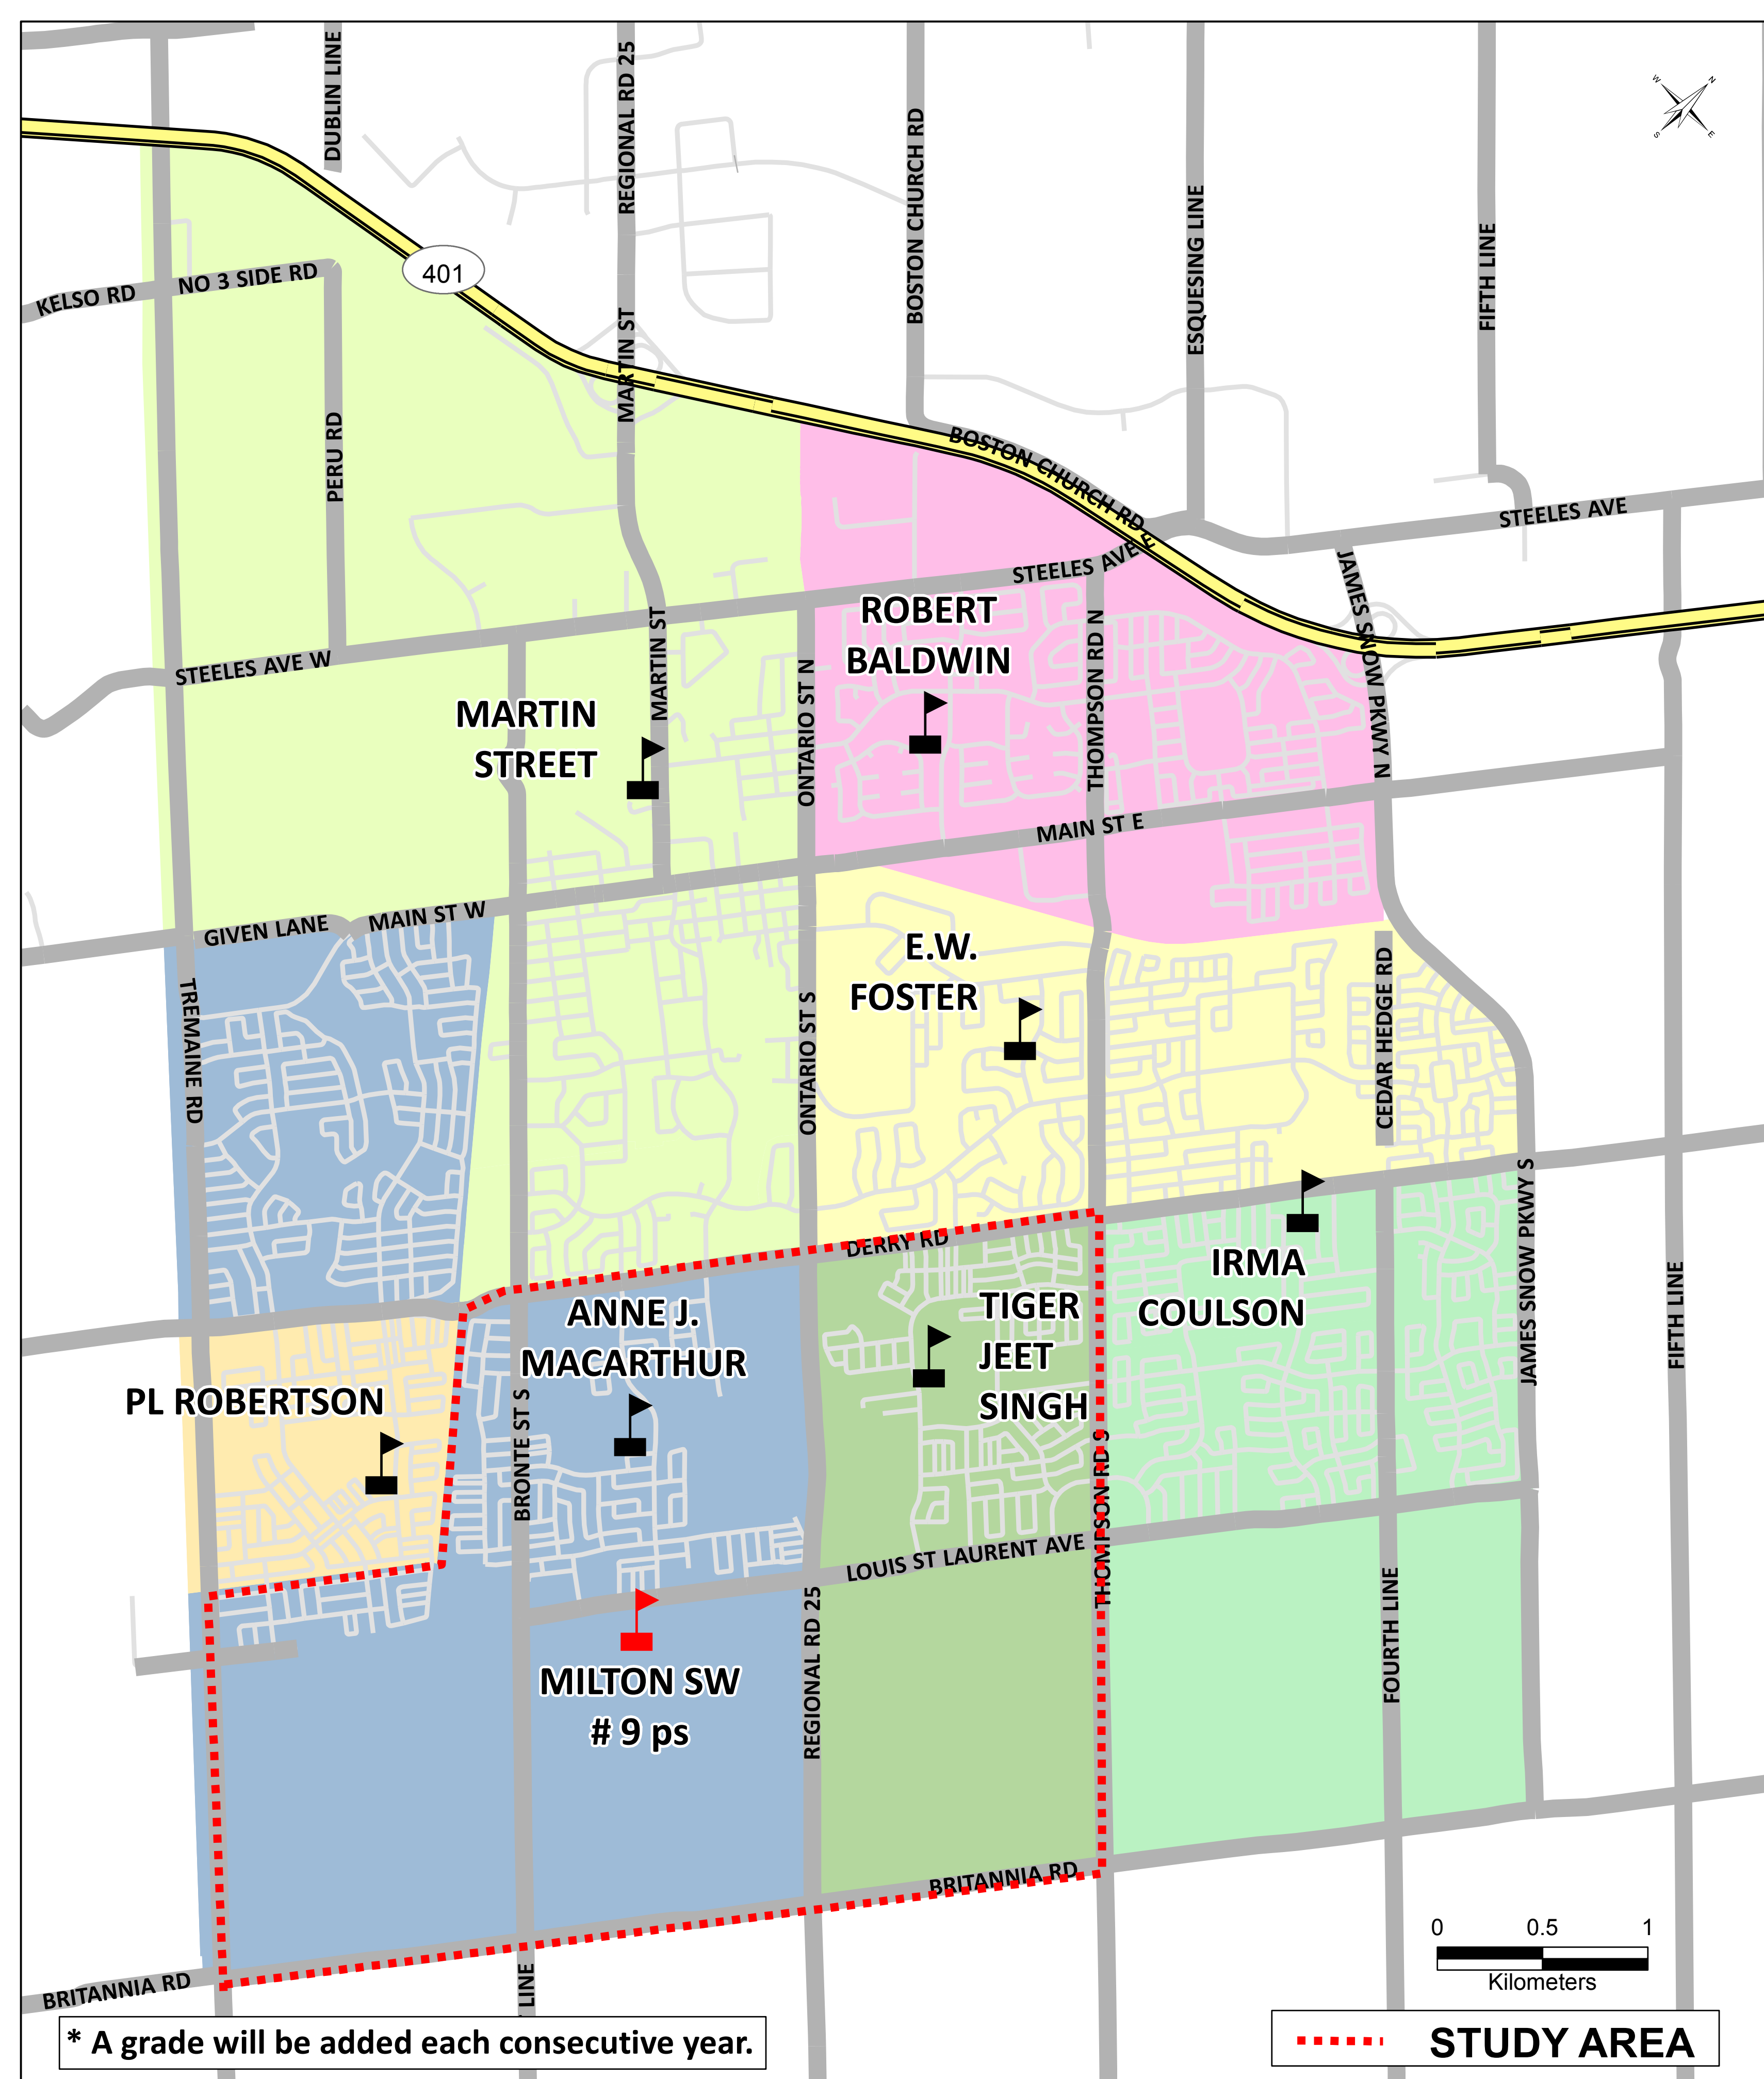 DUBLIN LINE
REGIONAL RD 25
BOSTON CHURCH RD
ESQUESING LINE
FIFTH LINE
W
N
S
E
401
KELSO RD
NO 3 SIDE RD
MARTIN ST
PERU RD
BOSTON CHURCH RD
STEELES AVE
STEELES AVE E
JAMES SNOW PKWY N
STEELES AVE W
MARTIN ST
ONTARIO ST N
THOMPSON RD N
ROBERT
BALDWIN
MARTIN
STREET
MAIN ST E
GIVEN LANE
MAIN ST W
E.W.
FOSTER
TREMAINE RD
ONTARIO ST S
CEDAR HEDGE RD
DERRY RD
IRMA
COULSON
JAMES SNOW PKWY S
FIFTH LINE
ANNE J.
MACARTHUR
TIGER
JEET
SINGH
PL ROBERTSON
BRONTE ST S
THOMPSON RD S
LOUIS ST LAURENT AVE
REGIONAL RD 25
FOURTH LINE
MILTON SW
# 9 ps
BRITANNIA RD
BRITANNIA RD
LINE
0 0.5 1
Kilometers
* A grade will be added each consecutive year.
STUDY AREA